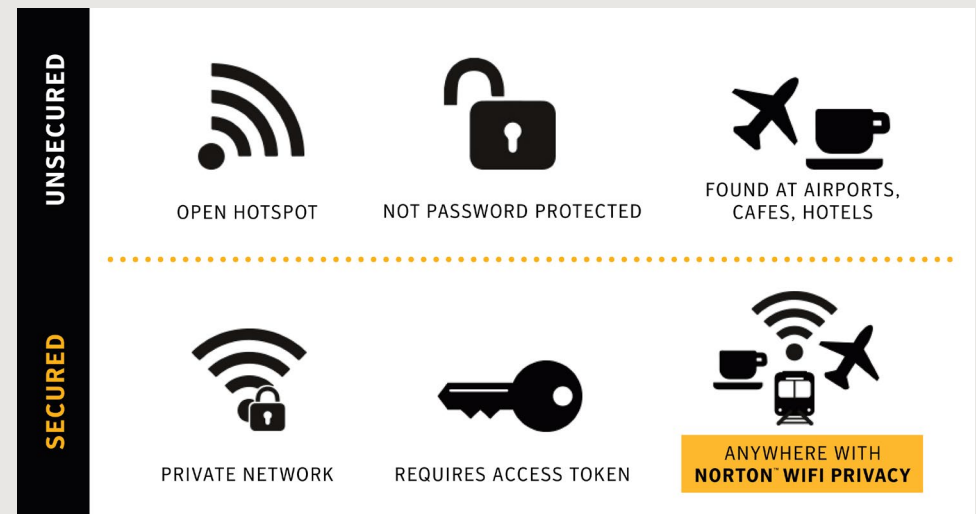 UNSECURED
OPEN HOTSPOT
NOT PASSWORD PROTECTED
FOUND AT AIRPORTS,
CAFES, HOTELS
SECURED
PRIVATE NETWORK
REQUIRES ACCESS TOKEN
ANYWHERE WITH
NORTON™ WIFI PRIVACY